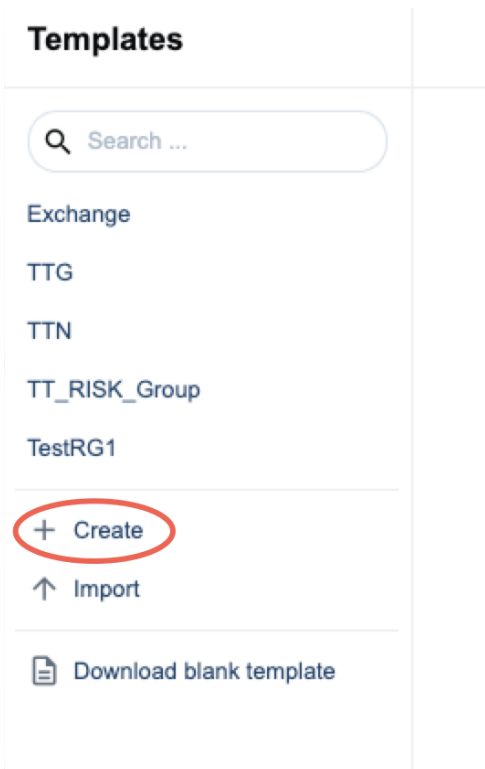 Templates
Search ...
Exchange
TTG
TTN
TT_RISK_Group
TestRG1
Create
Import
Download blank template